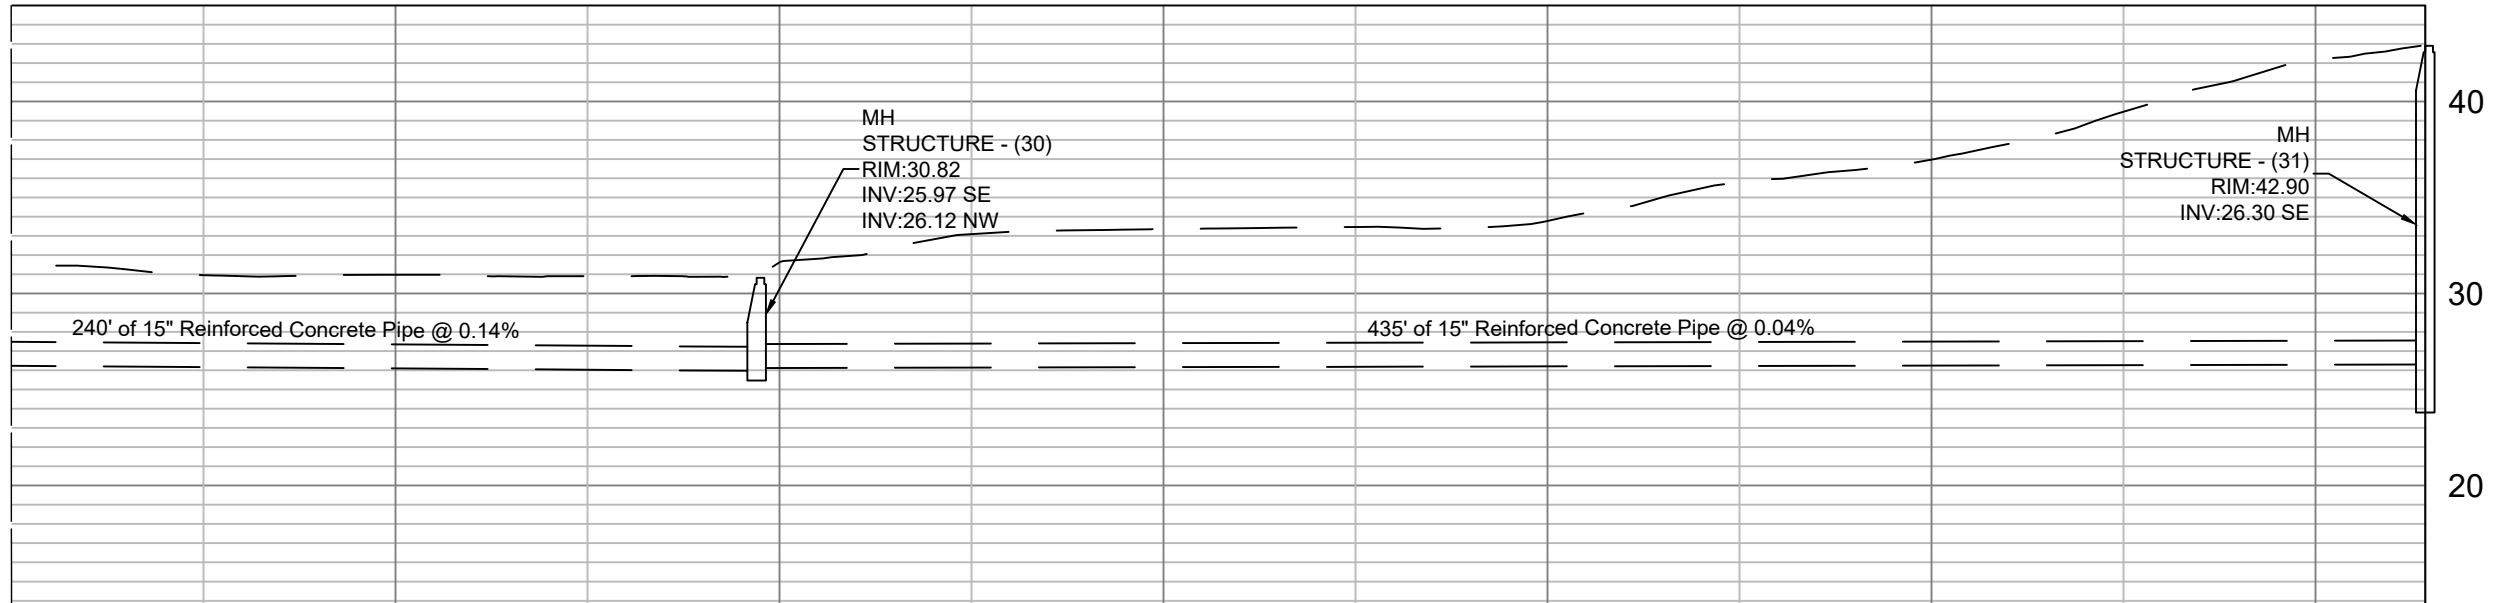 MH
STRUCTURE - (30)
RIM:30.82
INV:25.97 SE
INV:26.12 NW
MH
STRUCTURE - (31)
RIM:42.90
INV:26.30 SE
240' of 15" Reinforced Concrete Pipe @ 0.14%
435' of 15" Reinforced Concrete Pipe @ 0.04%
40
30
20